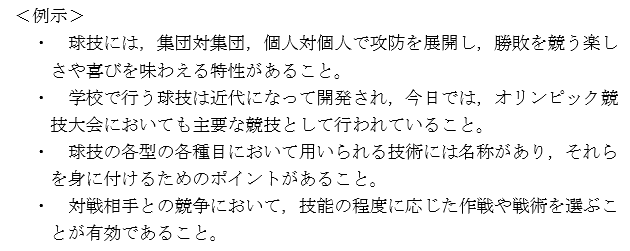 ＜例示＞
・　球技には，集団対集団，個人対個人で攻防を展開し，勝敗を競う楽し
さや喜びを味わえる特性があること。
・　学校で行う球技は近代になって開発され，今日では，オリンピック競
技大会においても主要な競技として行われていること。
・　球技の各型の各種目において用いられる技術には名称があり，それら
を身に付けるためのポイントがあること。
・　対戦相手との競争において，技能の程度に応じた作戦や戦術を選ぶこ
とが有効であること。